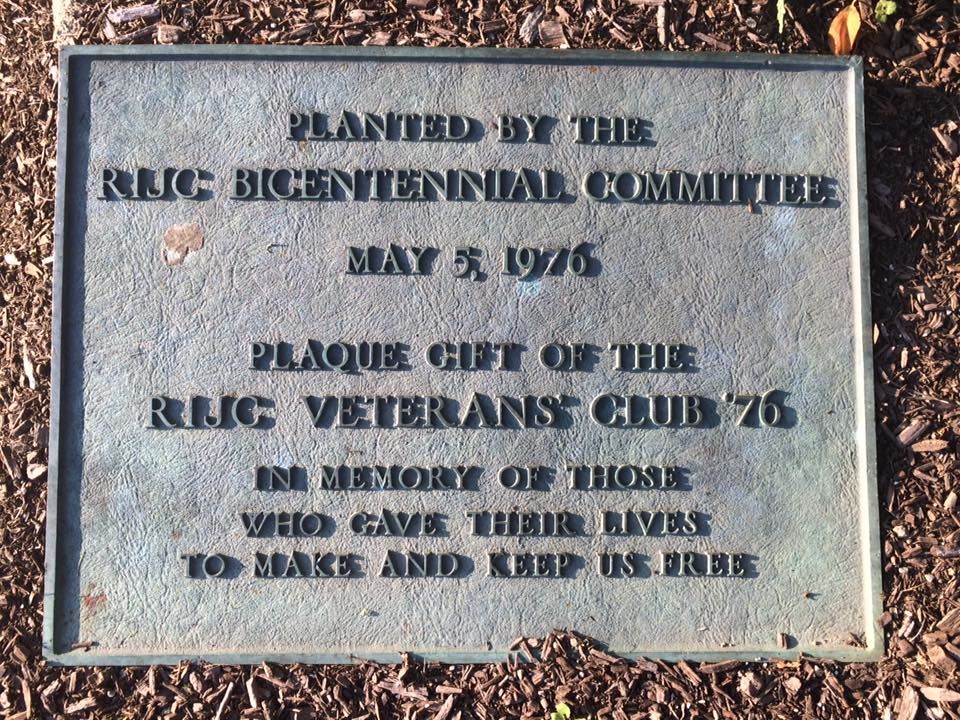 PLANTED BY THE
RIJC BICENTENNIAL COMMITTEE
MAY 5, 1976
PLAQUE GIFT OF THE
RIJC VETERANS' CLUB '76
IN MEMORY OF THOSE
WHO GAVE THEIR LIVES
TO MAKE AND KEEP US FREE